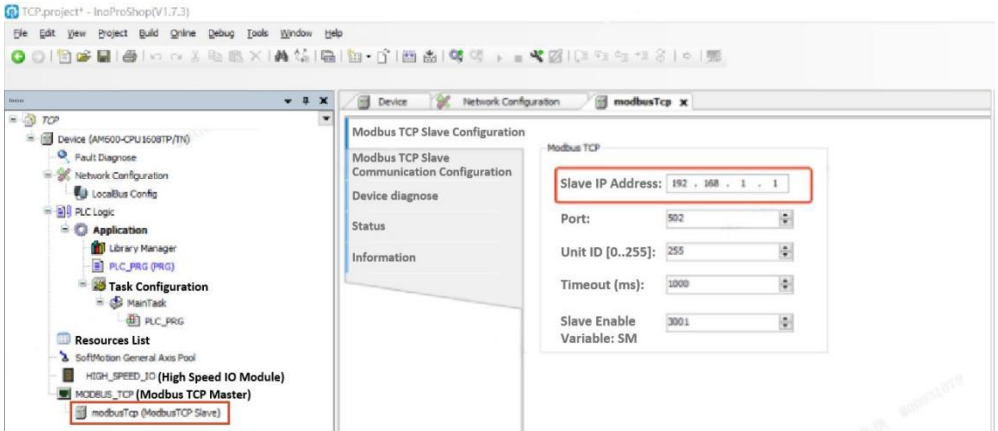 TCP.project* - InoProShop(V1.7.3)
File Edit View Project Build Online Debug Tools Window Help
Device
Network Configuration
modbusTcp
TCP
Device (AM600-CPU1608TP/TN)
Fault Diagnose
Network Configuration
LocalBus Config
PLC Logic
Application
Library Manager
PLC_PRG (PRG)
Task Configuration
MainTask
PLC_PRG
Resources List
SoftMotion General Axis Pool
HIGH_SPEED_IO (High Speed IO Module)
MODBUS_TCP (Modbus TCP Master)
modbusTcp (ModbusTCP Slave)
Modbus TCP Slave Configuration
Modbus TCP Slave
Communication Configuration
Device diagnose
Status
Information
Modbus TCP
Slave IP Address: 192 . 168 . 1 . 1
Port: 502
Unit ID [0..255]: 255
Timeout (ms): 1000
Slave Enable 3001
Variable: SM